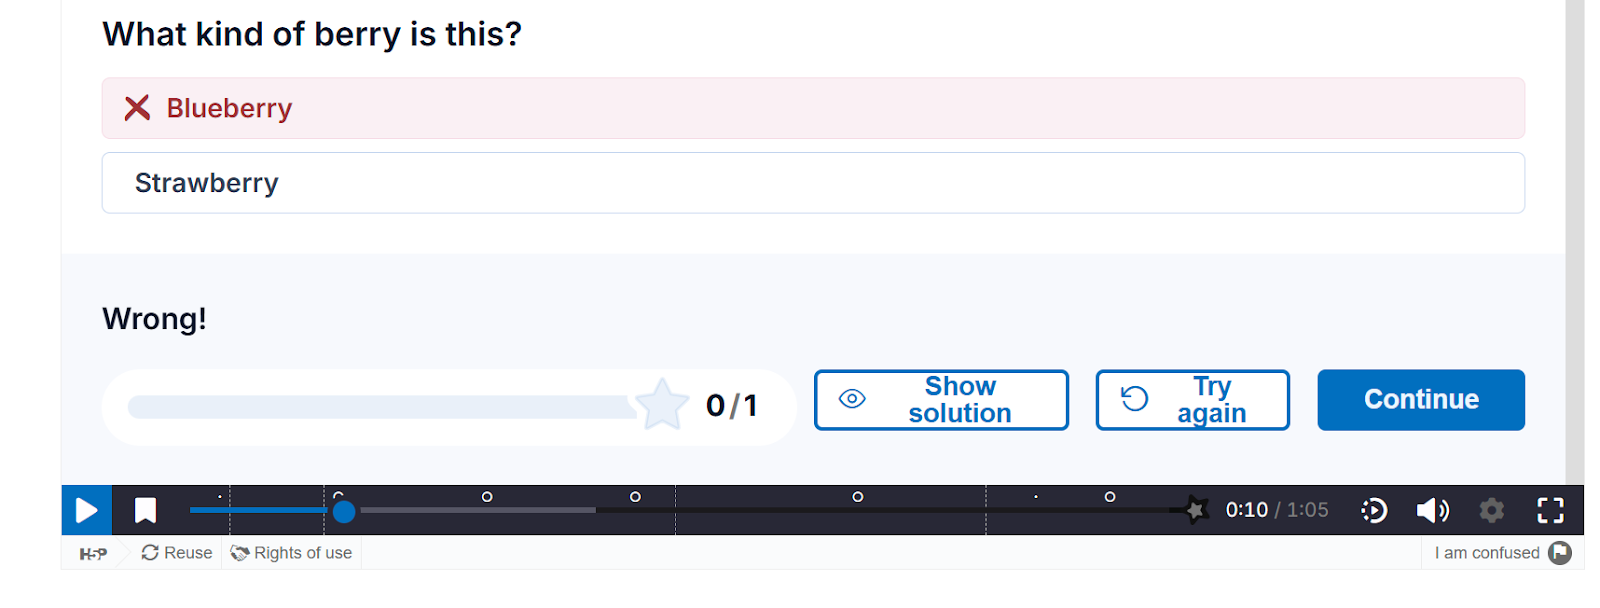 What kind of berry is this?
Blueberry
Strawberry
Wrong!
0/1
Show
solution
Try
again
Continue
0:10 / 1:05
H5P
Reuse
Rights of use
I am confused